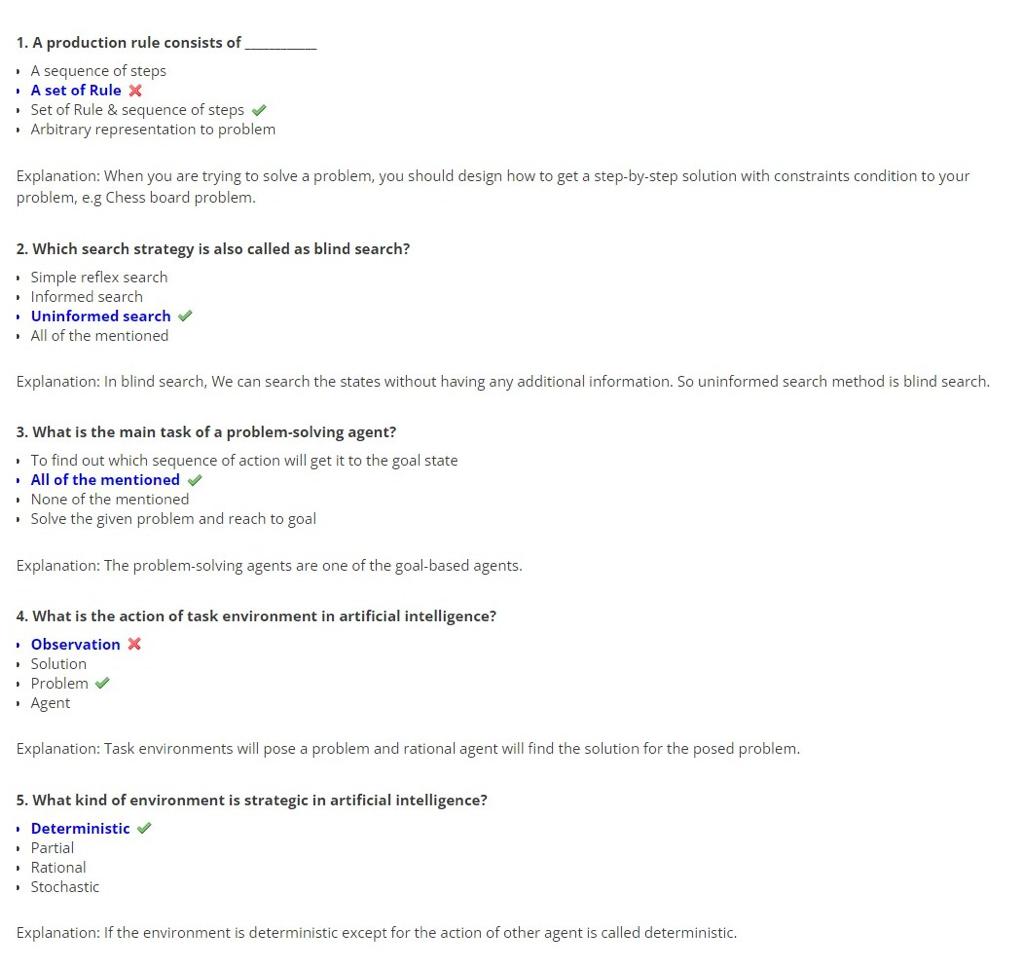 1. A production rule consists of ___________
A sequence of steps
A set of Rule
Set of Rule & sequence of steps
Arbitrary representation to problem
Explanation: When you are trying to solve a problem, you should design how to get a step-by-step solution with constraints condition to your
problem, e.g Chess board problem.
2. Which search strategy is also called as blind search?
Simple reflex search
Informed search
Uninformed search
All of the mentioned
Explanation: In blind search, We can search the states without having any additional information. So uninformed search method is blind search.
3. What is the main task of a problem-solving agent?
To find out which sequence of action will get it to the goal state
All of the mentioned
None of the mentioned
Solve the given problem and reach to goal
Explanation: The problem-solving agents are one of the goal-based agents.
4. What is the action of task environment in artificial intelligence?
Observation
Solution
Problem
Agent
Explanation: Task environments will pose a problem and rational agent will find the solution for the posed problem.
5. What kind of environment is strategic in artificial intelligence?
Deterministic
Partial
Rational
Stochastic
Explanation: If the environment is deterministic except for the action of other agent is called deterministic.